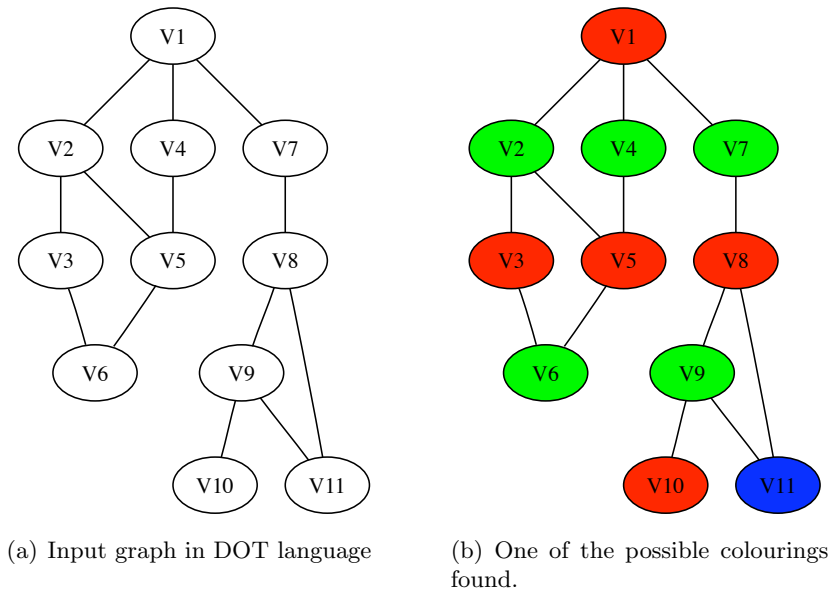 V1
V2 V4 V7
V3 V5 V8
V6 V9
V10 V11
(a) Input graph in DOT language
V1
V2 V4 V7
V3 V5 V8
V6 V9
V10 V11
(b) One of the possible colourings
found.